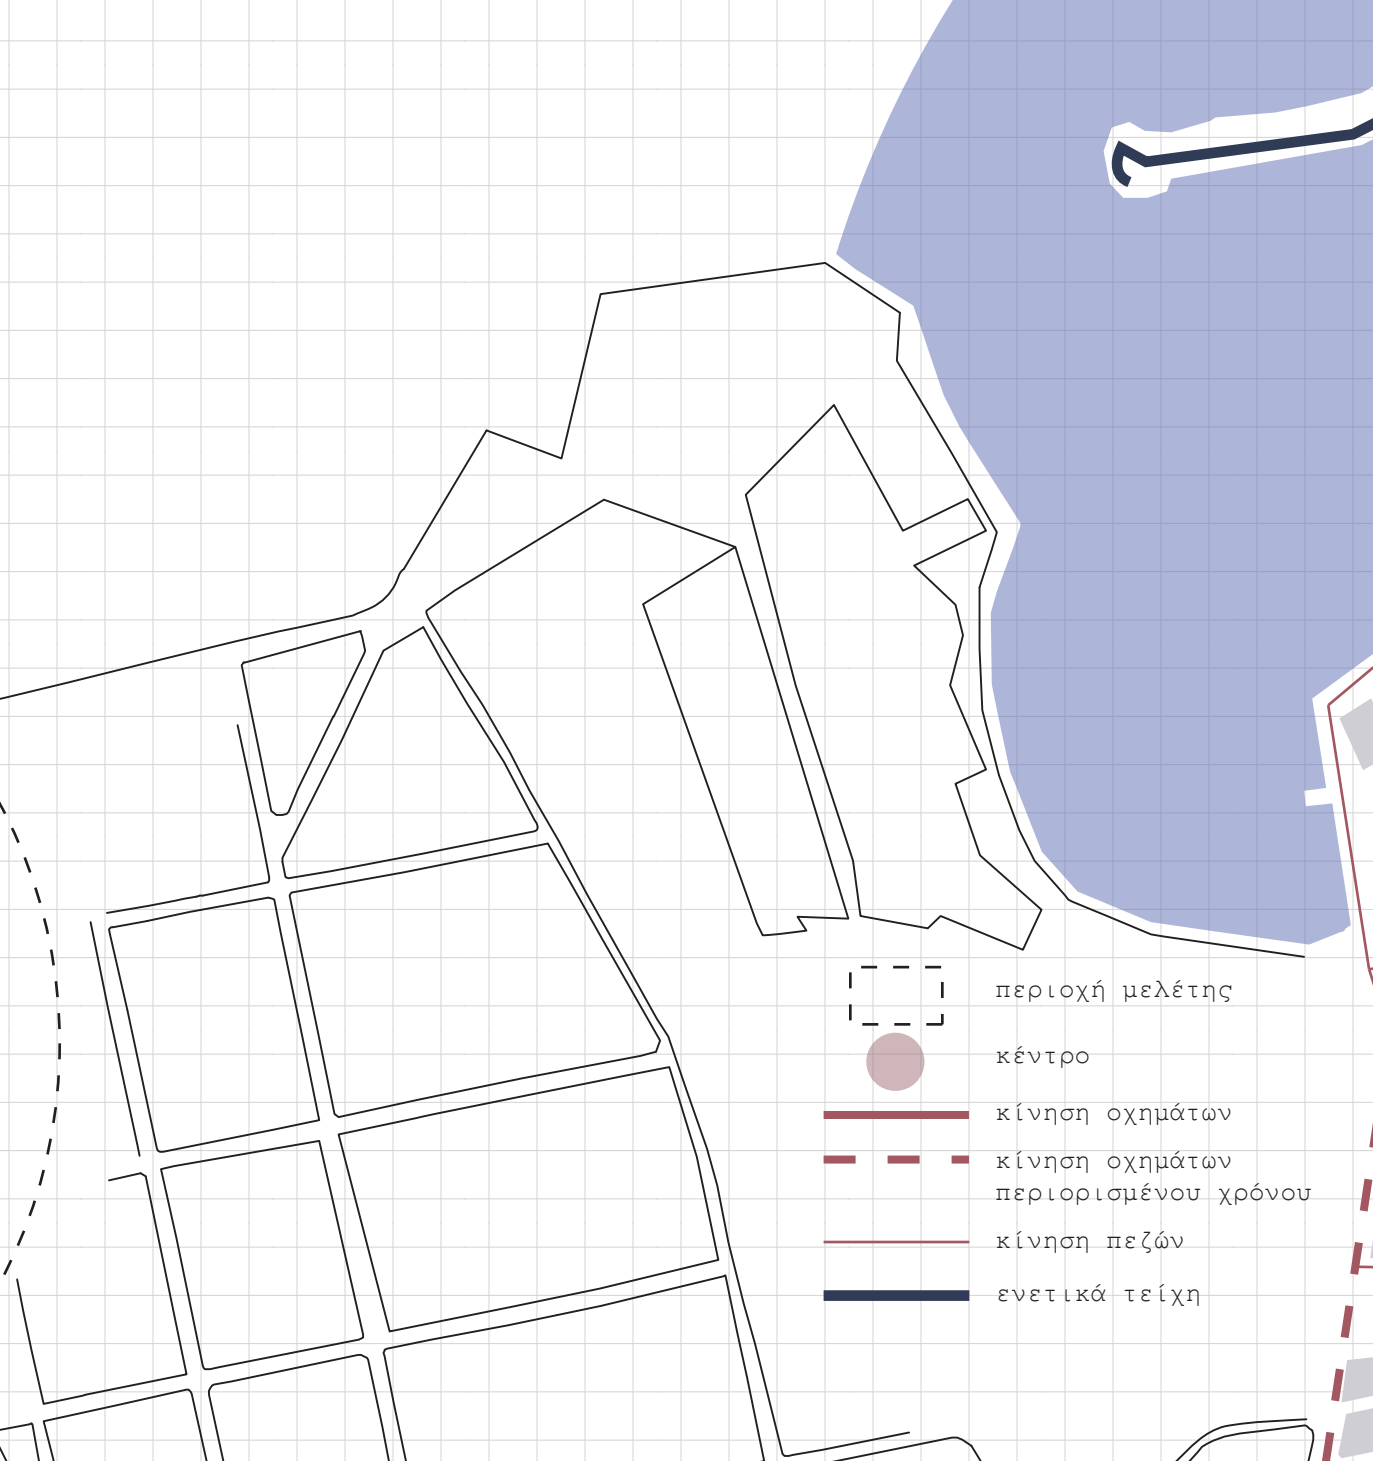 περιοχή μελέτης
κέντρο
κίνηση οχημάτων
κίνηση οχημάτων
περιορισμένου χρόνου
κίνηση πεζών
ενετικά τείχη